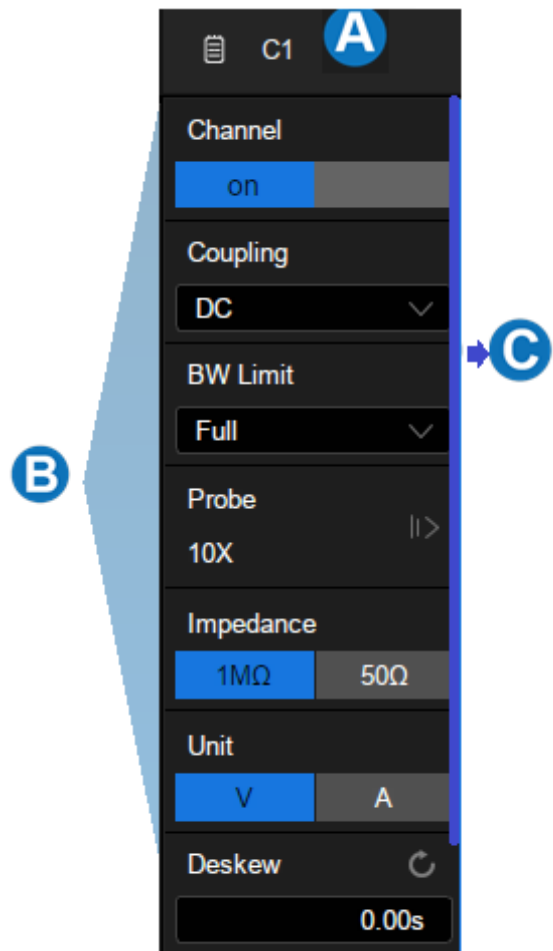 C1 A
Channel
on
Coupling
DC
C
BW Limit
Full
B
Probe
10X
Impedance
1MΩ 50Ω
Unit
V A
Deskew
0.00s